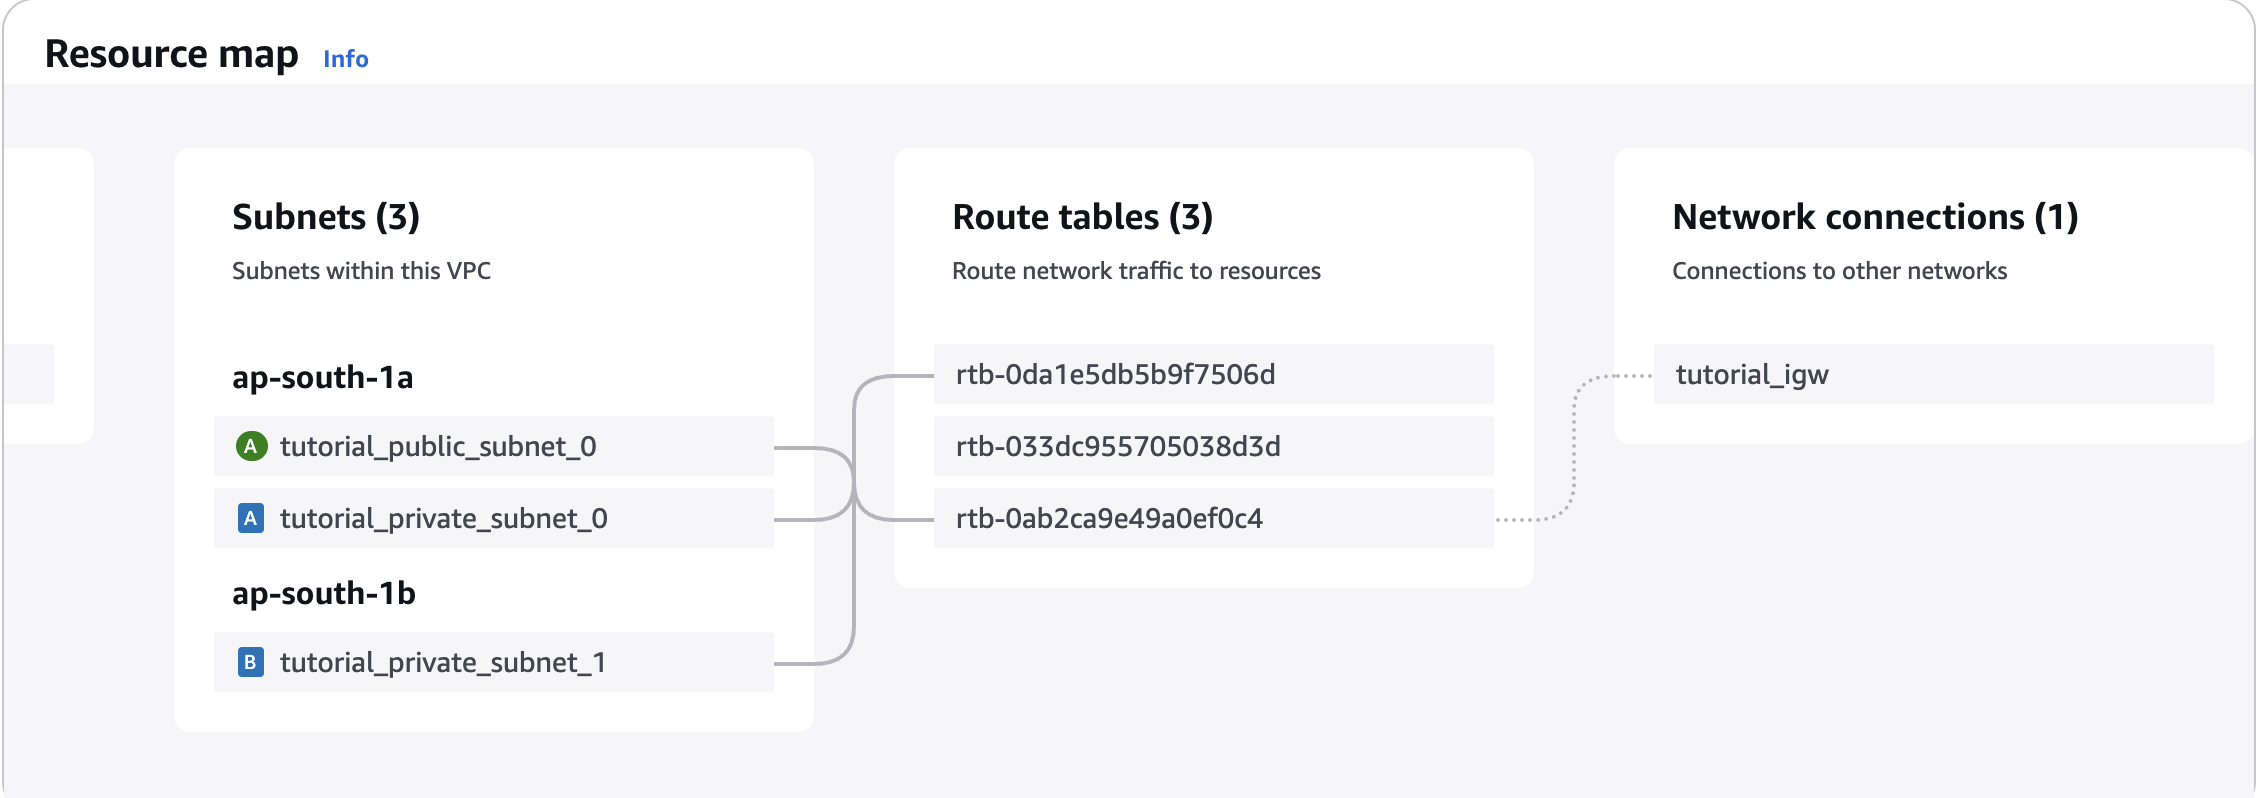 Resource map Info
Subnets (3)
Subnets within this VPC
ap-south-1a
A tutorial_public_subnet_0
A tutorial_private_subnet_0
ap-south-1b
B tutorial_private_subnet_1
Route tables (3)
Route network traffic to resources
rtb-0da1e5db5b9f7506d
rtb-033dc955705038d3d
rtb-0ab2ca9e49a0ef0c4
Network connections (1)
Connections to other networks
tutorial_igw